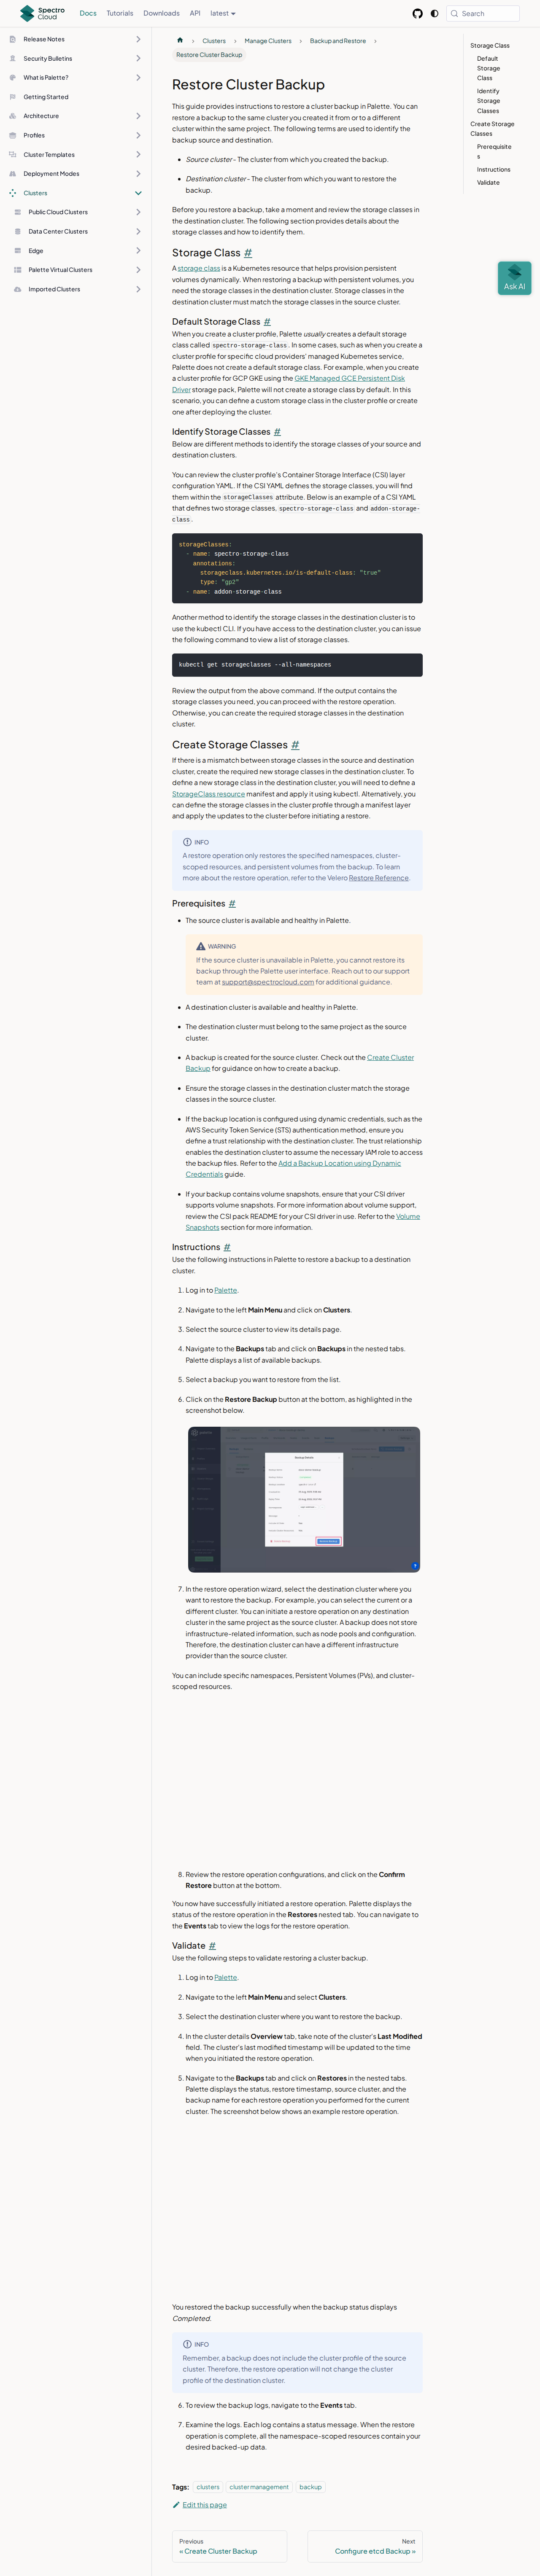 Spectro Cloud
Docs
Tutorials
Downloads
API
latest
Search
Release Notes
Security Bulletins
What is Palette?
Getting Started
Architecture
Profiles
Cluster Templates
Deployment Modes
Clusters
Public Cloud Clusters
Data Center Clusters
Edge
Palette Virtual Clusters
Imported Clusters
Clusters
Manage Clusters
Backup and Restore
Restore Cluster Backup
Storage Class
Default
Storage
Class
Identify
Storage
Classes
Create Storage
Classes
Prerequisite
s
Instructions
Validate
Ask AI
Restore Cluster Backup
This guide provides instructions to restore a cluster backup in Palette. You can
restore a backup to the same cluster you created it from or to a different
cluster within the same project. The following terms are used to identify the
backup source and destination.
Source cluster - The cluster from which you created the backup.
Destination cluster - The cluster from which you want to restore the
backup.
Before you restore a backup, take a moment and review the storage classes in
the destination cluster. The following section provides details about the
storage classes and how to identify them.
Storage Class #
A storage class is a Kubernetes resource that helps provision persistent
volumes dynamically. When restoring a backup with persistent volumes, you
need the storage classes in the destination cluster. Storage classes in the
destination cluster must match the storage classes in the source cluster.
Default Storage Class #
When you create a cluster profile, Palette usually creates a default storage
class called spectro-storage-class. In some cases, such as when you create a
cluster profile for specific cloud providers' managed Kubernetes service,
Palette does not create a default storage class. For example, when you create
a cluster profile for GCP GKE using the GKE Managed GCE Persistent Disk
Driver storage pack, Palette will not create a storage class by default. In this
scenario, you can define a custom storage class in the cluster profile or create
one after deploying the cluster.
Identify Storage Classes #
Below are different methods to identify the storage classes of your source and
destination clusters.
You can review the cluster profile's Container Storage Interface (CSI) layer
configuration YAML. If the CSI YAML defines the storage classes, you will find
them within the storageClasses attribute. Below is an example of a CSI YAML
that defines two storage classes, spectro-storage-class and addon-storage-
class.
storageClasses:
- name: spectro-storage-class
annotations:
storageclass.kubernetes.io/is-default-class: "true"
type: "gp2"
- name: addon-storage-class
Another method to identify the storage classes in the destination cluster is to
use the kubectl CLI. If you have access to the destination cluster, you can issue
the following command to view a list of storage classes.
kubectl get storageclasses --all-namespaces
Review the output from the above command. If the output contains the
storage classes you need, you can proceed with the restore operation.
Otherwise, you can create the required storage classes in the destination
cluster.
Create Storage Classes #
If there is a mismatch between storage classes in the source and destination
cluster, create the required new storage classes in the destination cluster. To
define a new storage class in the destination cluster, you will need to define a
StorageClass resource manifest and apply it using kubectl. Alternatively, you
can define the storage classes in the cluster profile through a manifest layer
and apply the updates to the cluster before initiating a restore.
INFO
A restore operation only restores the specified namespaces, cluster-
scoped resources, and persistent volumes from the backup. To learn
more about the restore operation, refer to the Velero Restore Reference.
Prerequisites #
The source cluster is available and healthy in Palette.
WARNING
If the source cluster is unavailable in Palette, you cannot restore its
backup through the Palette user interface. Reach out to our support
team at support@spectrocloud.com for additional guidance.
A destination cluster is available and healthy in Palette.
The destination cluster must belong to the same project as the source
cluster.
A backup is created for the source cluster. Check out the Create Cluster
Backup for guidance on how to create a backup.
Ensure the storage classes in the destination cluster match the storage
classes in the source cluster.
If the backup location is configured using dynamic credentials, such as the
AWS Security Token Service (STS) authentication method, ensure you
define a trust relationship with the destination cluster. The trust relationship
enables the destination cluster to assume the necessary IAM role to access
the backup files. Refer to the Add a Backup Location using Dynamic
Credentials guide.
If your backup contains volume snapshots, ensure that your CSI driver
supports volume snapshots. For more information about volume support,
review the CSI pack README for your CSI driver in use. Refer to the Volume
Snapshots section for more information.
Instructions #
Use the following instructions in Palette to restore a backup to a destination
cluster.
1. Log in to Palette.
2. Navigate to the left Main Menu and click on Clusters.
3. Select the source cluster to view its details page.
4. Navigate to the Backups tab and click on Backups in the nested tabs.
Palette displays a list of available backups.
5. Select a backup you want to restore from the list.
6. Click on the Restore Backup button at the bottom, as highlighted in the
screenshot below.
7. In the restore operation wizard, select the destination cluster where you
want to restore the backup. For example, you can select the current or a
different cluster. You can initiate a restore operation on any destination
cluster in the same project as the source cluster. A backup does not store
infrastructure-related information, such as node pools and configuration.
Therefore, the destination cluster can have a different infrastructure
provider than the source cluster.
You can include specific namespaces, Persistent Volumes (PVs), and cluster-
scoped resources.
8. Review the restore operation configurations, and click on the Confirm
Restore button at the bottom.
You now have successfully initiated a restore operation. Palette displays the
status of the restore operation in the Restores nested tab. You can navigate to
the Events tab to view the logs for the restore operation.
Validate #
Use the following steps to validate restoring a cluster backup.
1. Log in to Palette.
2. Navigate to the left Main Menu and select Clusters.
3. Select the destination cluster where you want to restore the backup.
4. In the cluster details Overview tab, take note of the cluster's Last Modified
field. The cluster's last modified timestamp will be updated to the time
when you initiated the restore operation.
5. Navigate to the Backups tab and click on Restores in the nested tabs.
Palette displays the status, restore timestamp, source cluster, and the
backup name for each restore operation you performed for the current
cluster. The screenshot below shows an example restore operation.
You restored the backup successfully when the backup status displays
Completed.
INFO
Remember, a backup does not include the cluster profile of the source
cluster. Therefore, the restore operation will not change the cluster
profile of the destination cluster.
6. To review the backup logs, navigate to the Events tab.
7. Examine the logs. Each log contains a status message. When the restore
operation is complete, all the namespace-scoped resources contain your
desired backed-up data.
Tags: clusters cluster management backup
Edit this page
Previous
« Create Cluster Backup
Next
Configure etcd Backup »